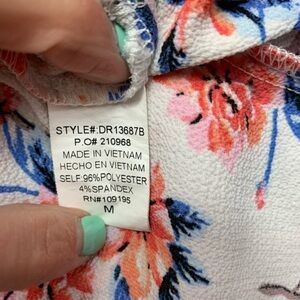 STYLE#:DR13687B
P.O# 210968
MADE IN VIETNAM
HECHO EN VIETNAM
SELF:96%POLYESTER
4%SPANDEX
RN#109195
M